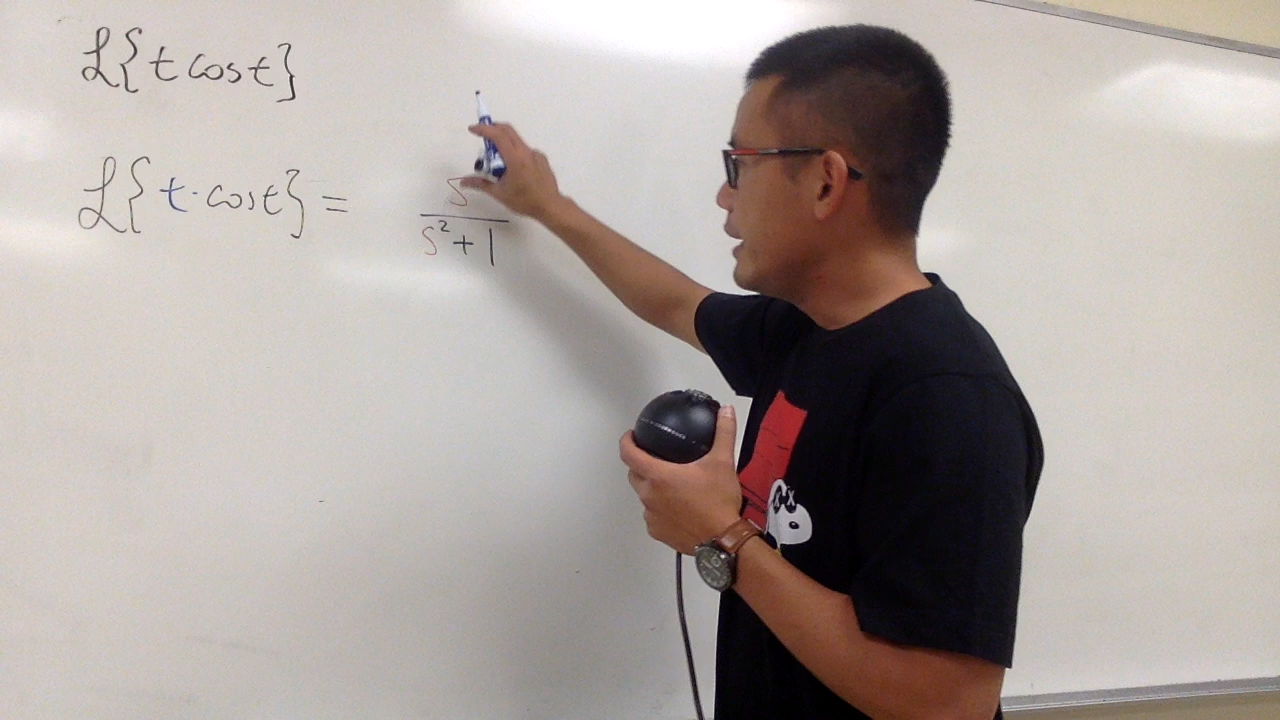 ℒ{t cos t}
ℒ{t·cos t} = s/(s²+1)